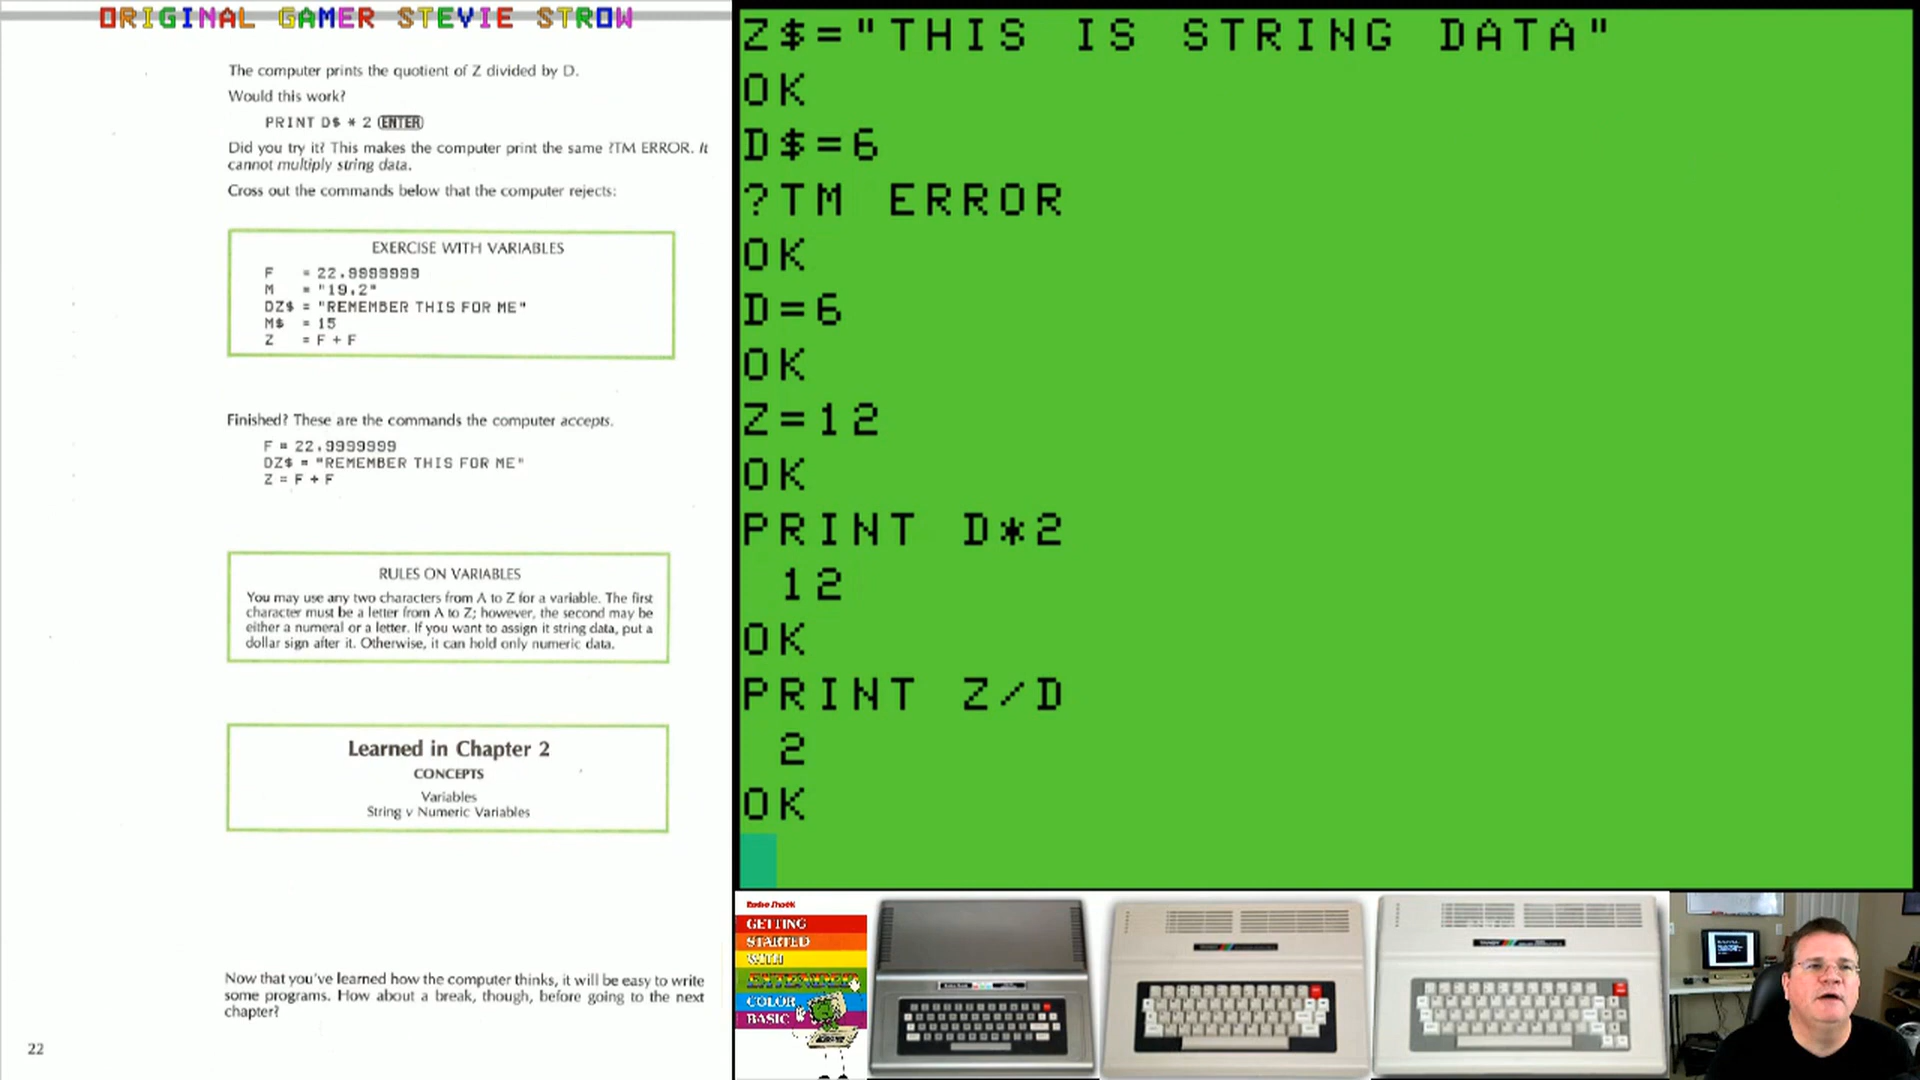 ORIGINAL GAMER STEVIE STROW
The computer prints the quotient of Z divided by D.
Would this work?
PRINT D$ * 2 ENTER
Did you try it? This makes the computer print the same ?TM ERROR. It
cannot multiply string data.
Cross out the commands below that the computer rejects:
EXERCISE WITH VARIABLES
F = 22.9999999
M = "19.2"
DZ$ = "REMEMBER THIS FOR ME"
M$ = 15
Z = F + F
Finished? These are the commands the computer accepts.
F = 22.9999999
DZ$ = "REMEMBER THIS FOR ME"
Z = F + F
RULES ON VARIABLES
You may use any two characters from A to Z for a variable. The first
character must be a letter from A to Z; however, the second may be
either a numeral or a letter. If you want to assign it string data, put a
dollar sign after it. Otherwise, it can hold only numeric data.
Learned in Chapter 2
CONCEPTS
Variables
String v Numeric Variables
Now that you've learned how the computer thinks, it will be easy to write
some programs. How about a break, though, before going to the next
chapter?
22
Z$="THIS IS STRING DATA"
OK
D$=6
?TM ERROR
OK
D=6
OK
Z=12
OK
PRINT D*2
12
OK
PRINT Z/D
2
OK
Radio Shack
GETTING
STARTED
WITH
EXTENDED
COLOR
BASIC